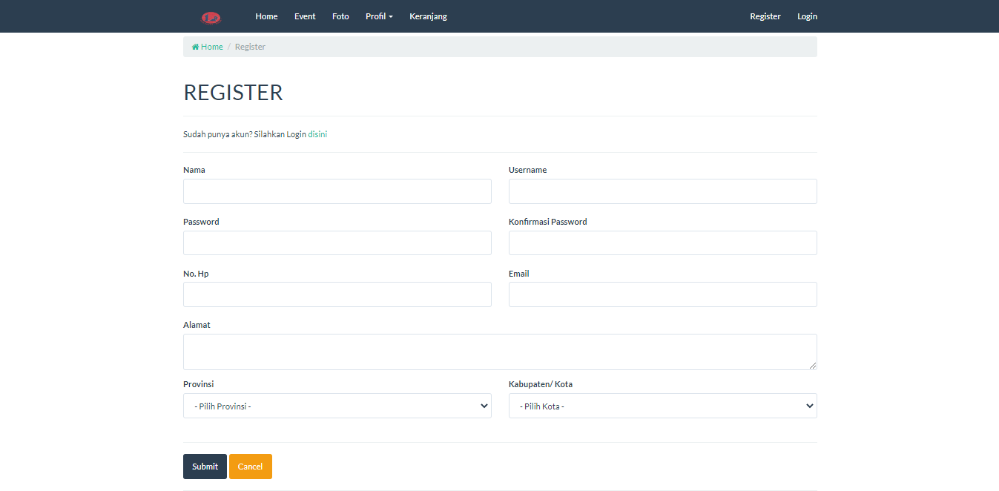 Home Event Foto Profil Keranjang Register Login
Home / Register
REGISTER
Sudah punya akun? Silahkan Login disini
Nama Username
Password Konfirmasi Password
No. Hp Email
Alamat
Provinsi Kabupaten/ Kota
- Pilih Provinsi - - Pilih Kota -
Submit Cancel